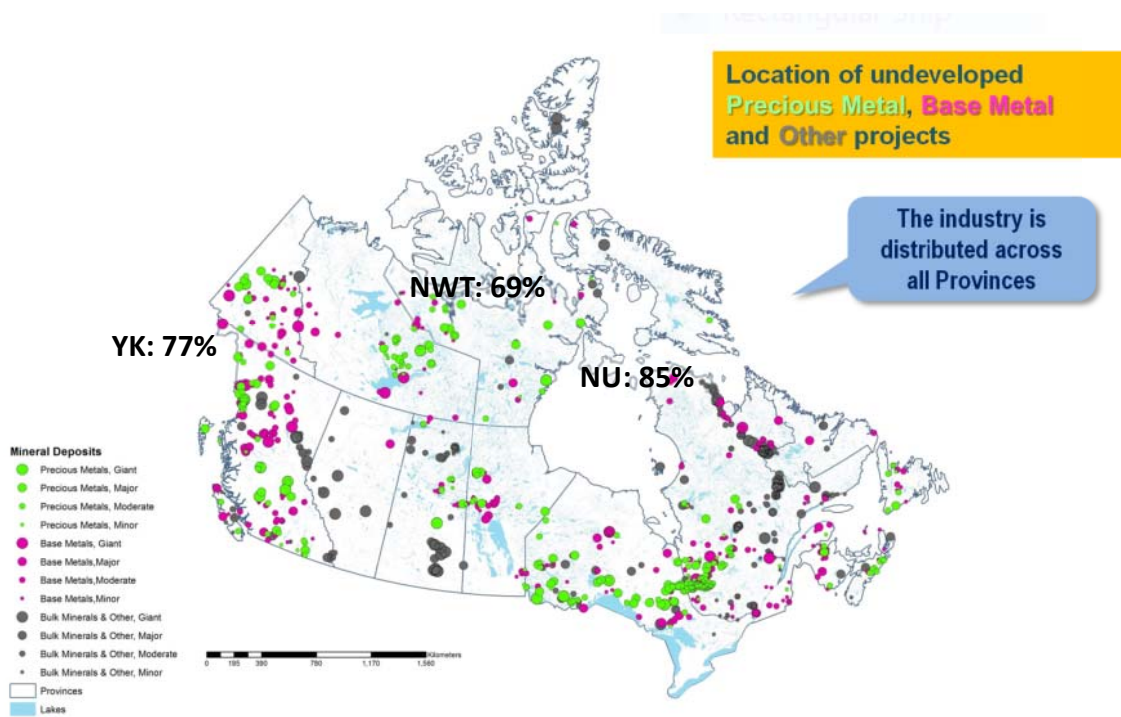 Location of undeveloped
Precious Metal, Base Metal
and Other projects
The industry is
distributed across
all Provinces
NWT: 69%
YK: 77%
NU: 85%
Mineral Deposits
Precious Metals, Giant
Precious Metals, Major
Precious Metals, Moderate
Precious Metals, Minor
Base Metals, Giant
Base Metals,Major
Base Metals,Moderate
Base Metals,Minor
Bulk Minerals & Other, Giant
Bulk Minerals & Other, Major
Bulk Minerals & Other, Moderate
Bulk Minerals & Other, Minor
Provinces
Lakes
Kilometers
0 195 390 780 1,170 1,560